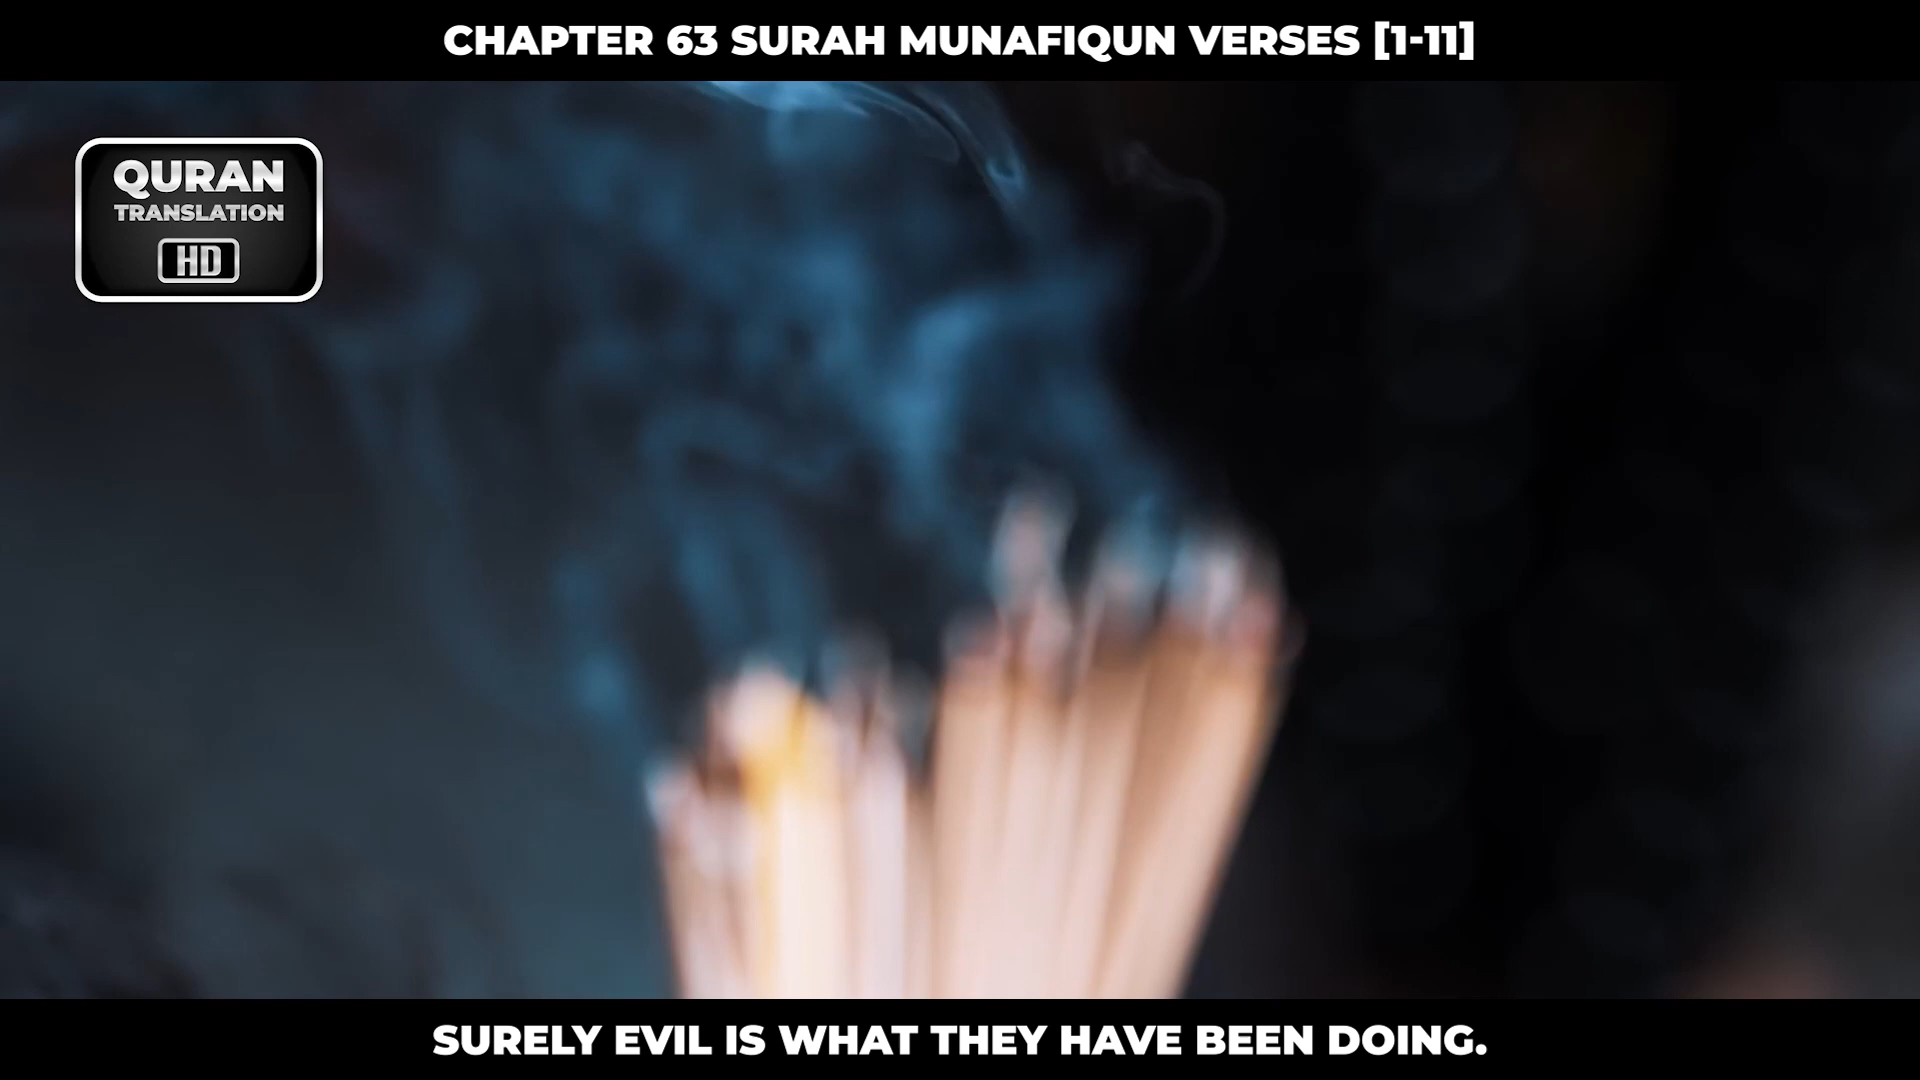 CHAPTER 63 SURAH MUNAFIQUN VERSES [1-11]
QURAN
TRANSLATION
HD
SURELY EVIL IS WHAT THEY HAVE BEEN DOING.